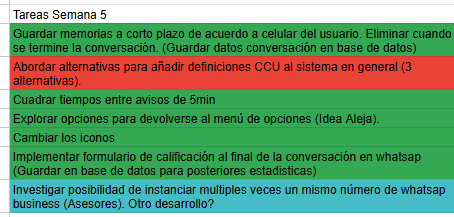 Tareas Semana 5
Guardar memorias a corto plazo de acuerdo a celular del usuario. Eliminar cuando
se termine la conversación. (Guardar datos conversación en base de datos)
Abordar alternativas para añadir definiciones CCU al sistema en general (3
alternativas).
Cuadrar tiempos entre avisos de 5min
Explorar opciones para devolverse al menú de opciones (Idea Aleja).
Cambiar los iconos
Implementar formulario de calificación al final de la conversación en whatsap
(Guardar en base de datos para posteriores estadisticas)
Investigar posibilidad de instanciar multiples veces un mismo número de whatsap
business (Asesores). Otro desarrollo?